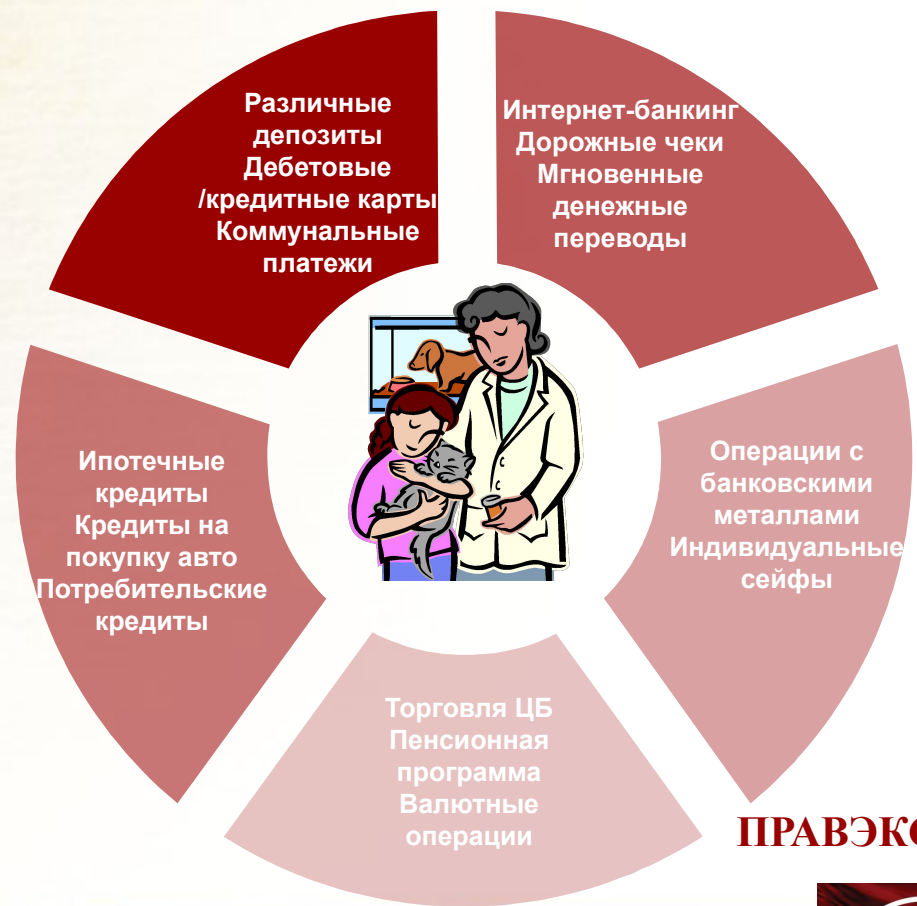 Различные
депозиты
Дебетовые
/кредитные карты
Коммунальные
платежи
Интернет-банкинг
Дорожные чеки
Мгновенные
денежные
переводы
Операции с
банковскими
металлами
Индивидуальные
сейфы
Торговля ЦБ
Пенсионная
программа
Валютные
операции
Ипотечные
кредиты
Кредиты на
покупку авто
Потребительские
кредиты